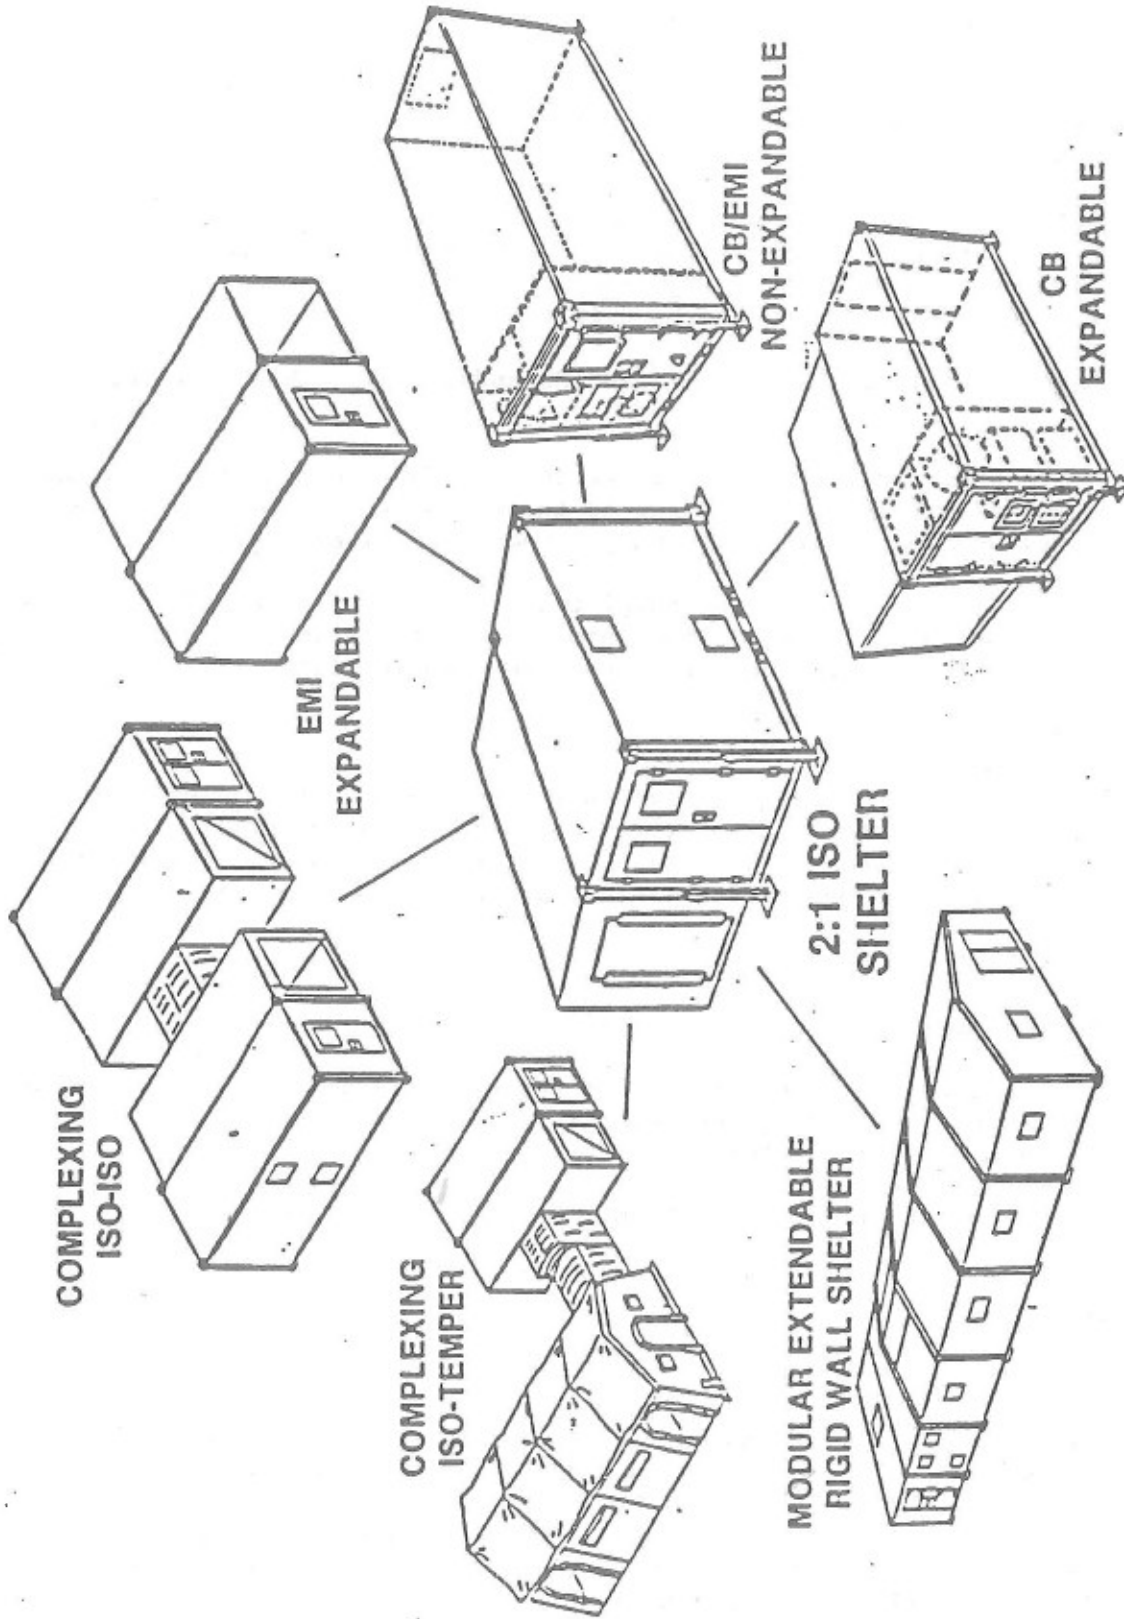 COMPLEXING
ISO-ISO
EMI
EXPANDABLE
CB/EMI
NON-EXPANDABLE
COMPLEXING
ISO-TEMPER
2:1 ISO
SHELTER
CB
EXPANDABLE
MODULAR EXTENDABLE
RIGID WALL SHELTER